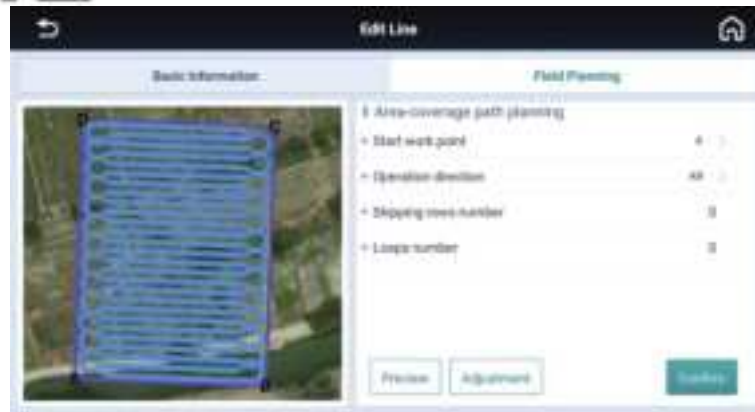 Edit Line
Basic Information
Field Planning
Area-coverage path planning
Start work point
Operation direction
Skipping rows number
Loops number
Preview
Adjustment